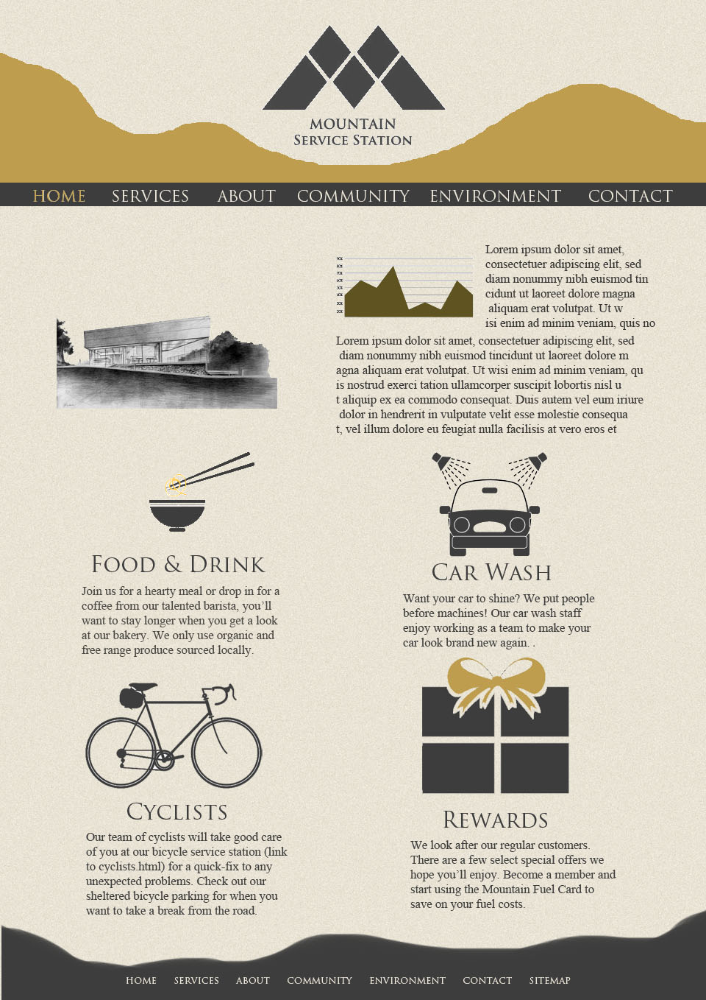 MOUNTAIN
SERVICE STATION
HOME SERVICES ABOUT COMMUNITY ENVIRONMENT CONTACT
90%
80%
70%
60%
50%
40%
30%
20%
Lorem ipsum dolor sit amet,
consectetuer adipiscing elit, sed
diam nonummy nibh euismod tin
cidunt ut laoreet dolore magna
aliquam erat volutpat. Ut w
isi enim ad minim veniam, quis no
Lorem ipsum dolor sit amet, consectetuer adipiscing elit, sed
diam nonummy nibh euismod tincidunt ut laoreet dolore m
agna aliquam erat volutpat. Ut wisi enim ad minim veniam, qu
is nostrud exerci tation ullamcorper suscipit lobortis nisl u
t aliquip ex ea commodo consequat. Duis autem vel eum iriure
dolor in hendrerit in vulputate velit esse molestie consequa
t, vel illum dolore eu feugiat nulla facilisis at vero eros et
FOOD & DRINK
Join us for a hearty meal or drop in for a
coffee from our talented barista, you’ll
want to stay longer when you get a look
at our bakery. We only use organic and
free range produce sourced locally.
CAR WASH
Want your car to shine? We put people
before machines! Our car wash staff
enjoy working as a team to make your
car look brand new again. .
CYCLISTS
Our team of cyclists will take good care
of you at our bicycle service station (link
to cyclists.html) for a quick-fix to any
unexpected problems. Check out our
sheltered bicycle parking for when you
want to take a break from the road.
REWARDS
We look after our regular customers.
There are a few select special offers we
hope you’ll enjoy. Become a member and
start using the Mountain Fuel Card to
save on your fuel costs.
HOME SERVICES ABOUT COMMUNITY ENVIRONMENT CONTACT SITEMAP